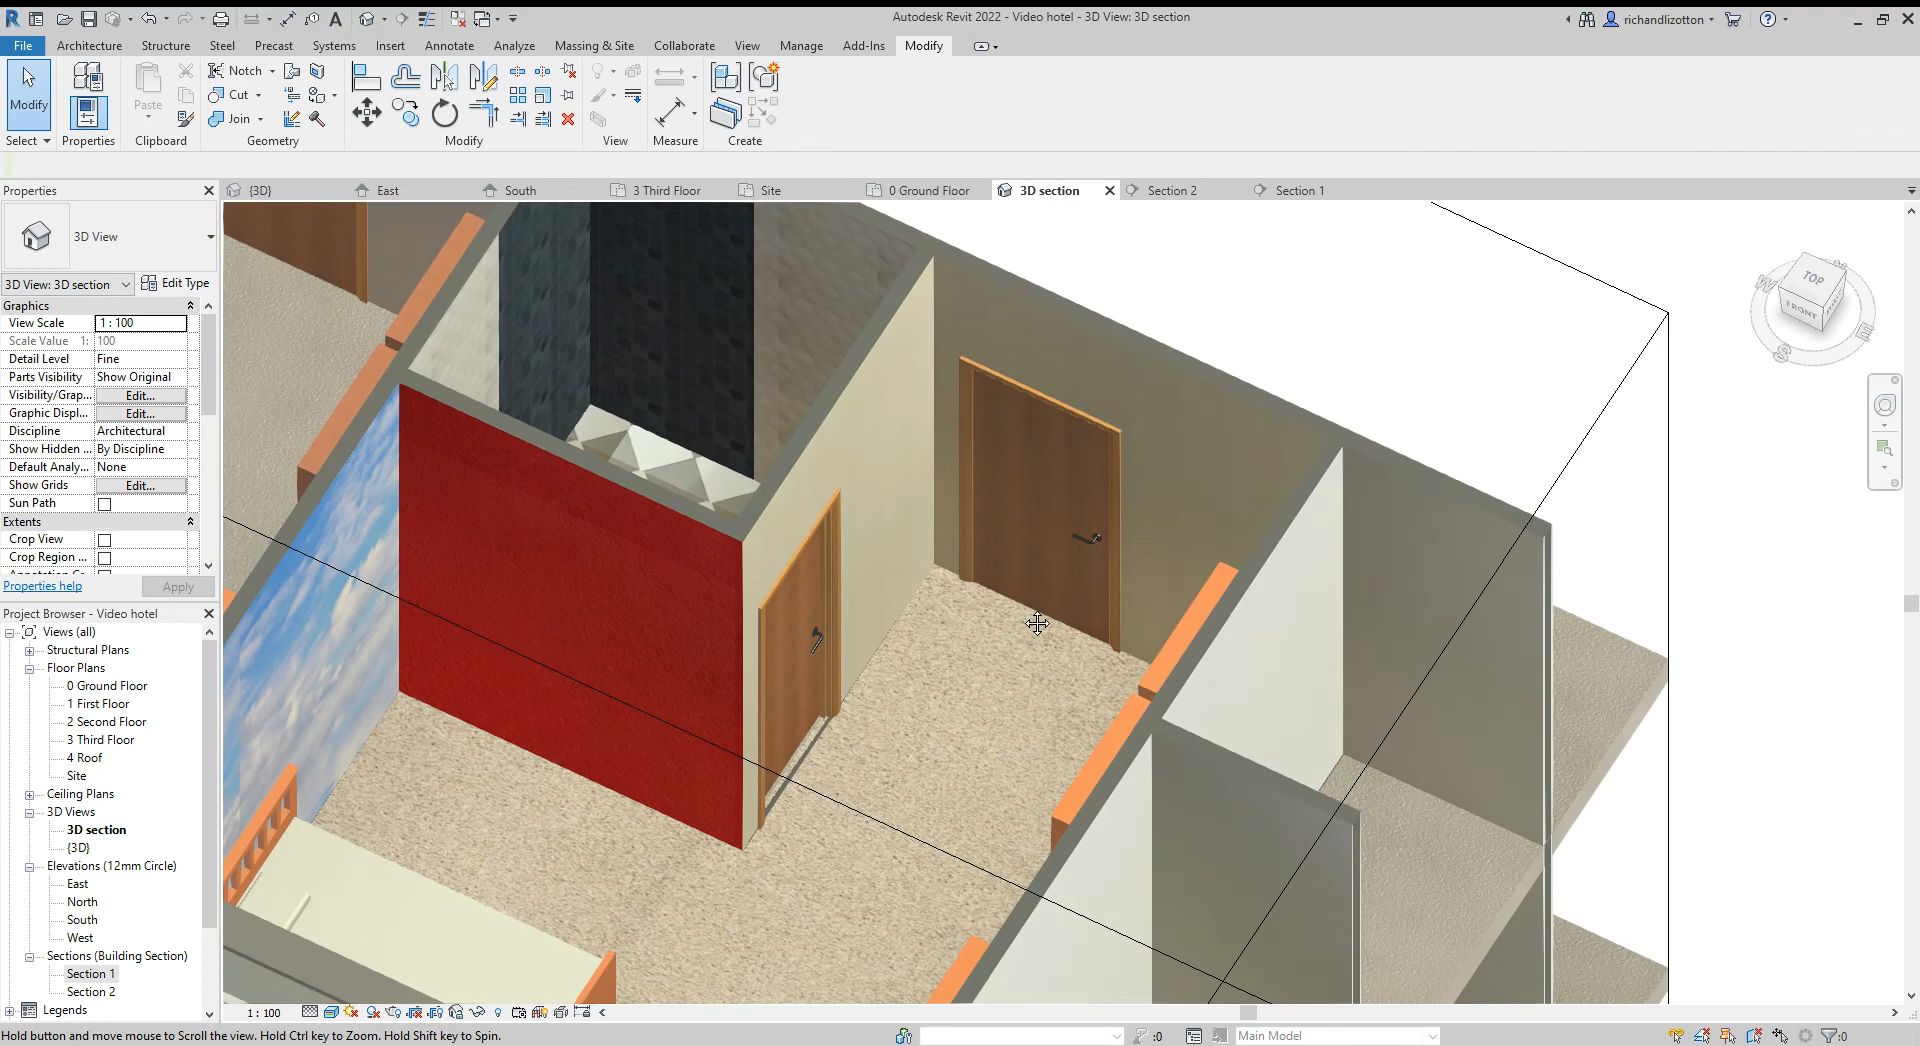 Autodesk Revit 2022 - Video hotel - 3D View: 3D section
richandlizotton
File Architecture Structure Steel Precast Systems Insert Annotate Analyze Massing & Site Collaborate View Manage Add-Ins Modify
Modify
Paste
Notch
Cut
Join
Select Properties Clipboard Geometry Modify View Measure Create
Properties
{3D} East South 3 Third Floor Site 0 Ground Floor 3D section Section 2 Section 1
3D View
3D View: 3D section Edit Type
Graphics
View Scale 1 : 100
Scale Value 1: 100
Detail Level Fine
Parts Visibility Show Original
Visibility/Grap... Edit...
Graphic Displ... Edit...
Discipline Architectural
Show Hidden ... By Discipline
Default Analy... None
Show Grids Edit...
Sun Path
Extents
Crop View
Crop Region ...
Properties help Apply
Project Browser - Video hotel
Views (all)
Structural Plans
Floor Plans
0 Ground Floor
1 First Floor
2 Second Floor
3 Third Floor
4 Roof
Site
Ceiling Plans
3D Views
3D section
{3D}
Elevations (12mm Circle)
East
North
South
West
Sections (Building Section)
Section 1
Section 2
Legends
TOP
FRONT
W
S
E
1 : 100
Hold button and move mouse to Scroll the view. Hold Ctrl key to Zoom. Hold Shift key to Spin.
:0
Main Model
:0